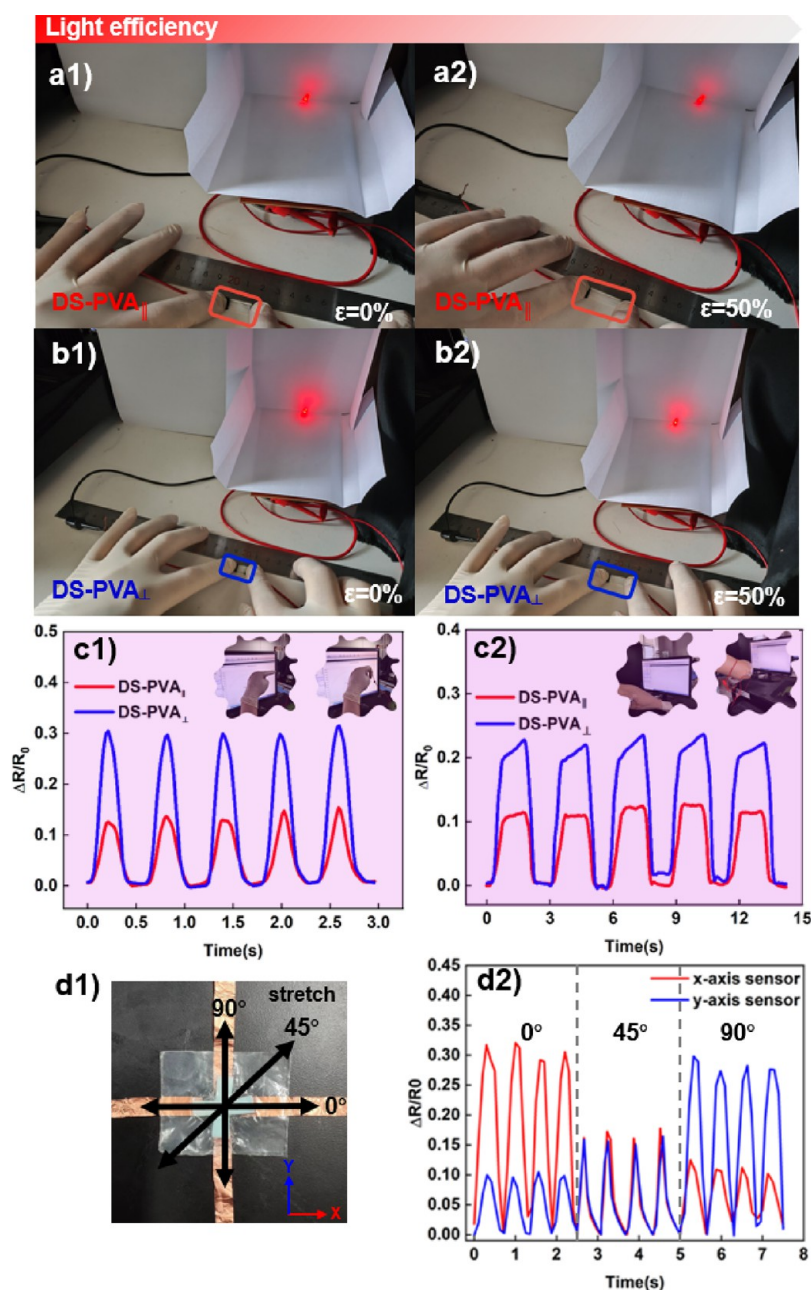 Light efficiency
a1)
DS-PVA∥
ε=0%
a2)
DS-PVA∥
ε=50%
b1)
DS-PVA⊥
ε=0%
b2)
DS-PVA⊥
ε=50%
c1)
DS-PVA∥
DS-PVA⊥
ΔR/R₀
0.5
0.4
0.3
0.2
0.1
0.0
0.0 0.5 1.0 1.5 2.0 2.5 3.0
Time(s)
c2)
DS-PVA∥
DS-PVA⊥
ΔR/R₀
0.4
0.3
0.2
0.1
0.0
0 3 6 9 12 15
Time(s)
d1)
stretch
90°
45°
0°
Y
X
d2)
x-axis sensor
y-axis sensor
0° 45° 90°
ΔR/R0
0.45
0.40
0.35
0.30
0.25
0.20
0.15
0.10
0.05
0.00
0 1 2 3 4 5 6 7 8
Time(s)